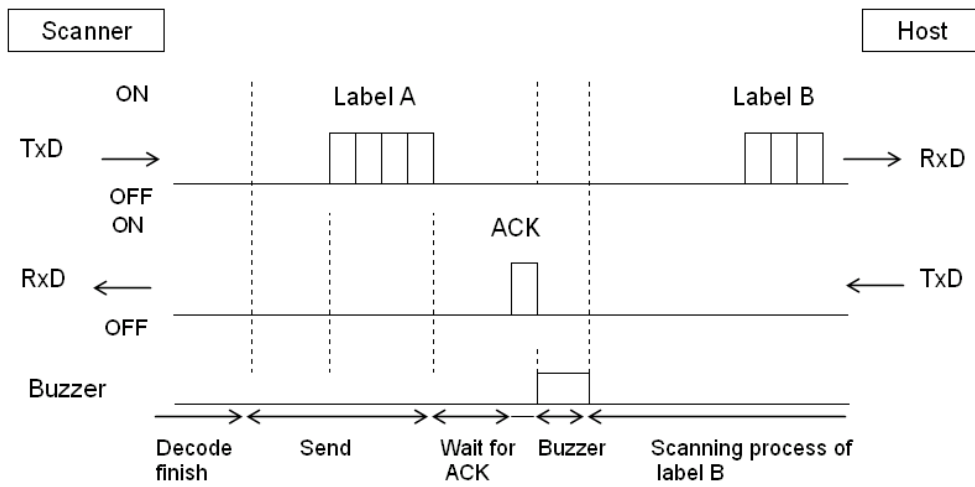 Scanner
Host
ON
Label A
Label B
TxD
RxD
OFF
ON
ACK
RxD
TxD
OFF
Buzzer
Decode
finish
Send
Wait for
ACK
Buzzer
Scanning process of
label B